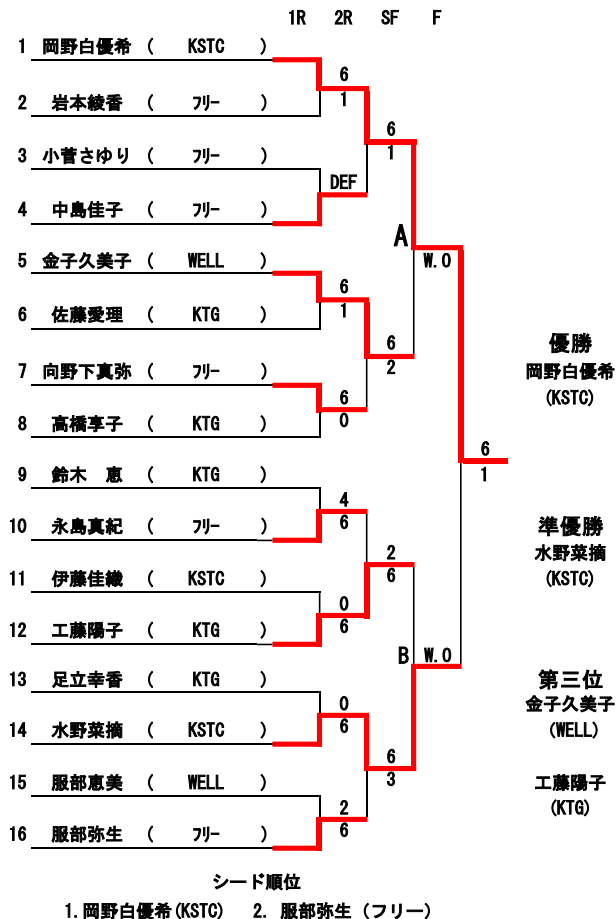 1R 2R SF F
1 岡野白優希 ( KSTC )
6
2 岩本綾香 ( フリー ) 1
6
3 小菅さゆり ( フリー ) 1
DEF
4 中島佳子 ( フリー )
A
5 金子久美子 ( WELL ) W.O
6
6 佐藤愛理 ( KTG ) 1
6
優勝
7 向野下真弥 ( フリー ) 2
岡野白優希
6
(KSTC)
8 高橋享子 ( KTG ) 0
6
9 鈴木 恵 ( KTG ) 1
4
10 永島真紀 ( フリー ) 6
準優勝
2
水野菜摘
11 伊藤佳織 ( KSTC ) 6
(KSTC)
0
12 工藤陽子 ( KTG ) 6
B W.O
13 足立幸香 ( KTG )
第三位
0
金子久美子
14 水野菜摘 ( KSTC ) 6
(WELL)
6
15 服部恵美 ( WELL ) 3
工藤陽子
2
(KTG)
16 服部弥生 ( フリー ) 6
シード順位
1. 岡野白優希(KSTC) 2. 服部弥生（フリー）